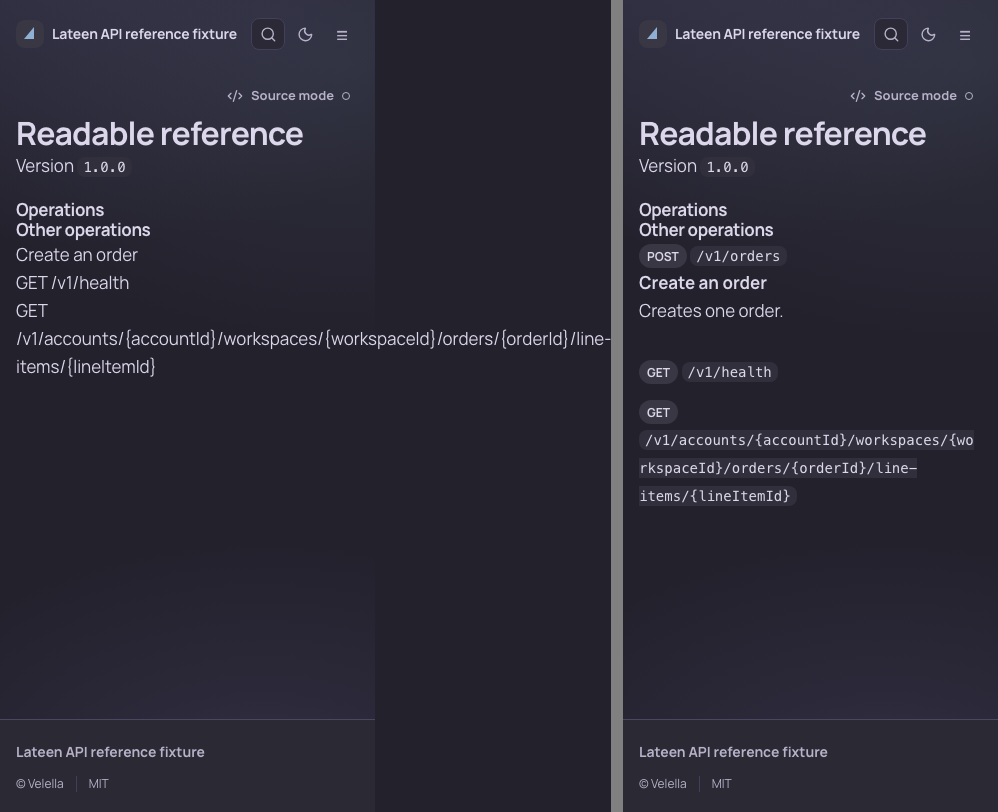 Lateen API reference fixture
Source mode
Readable reference
Version 1.0.0
Operations
Other operations
Create an order
GET /v1/health
GET
/v1/accounts/{accountId}/workspaces/{workspaceId}/orders/{orderId}/line-
items/{lineItemId}
Lateen API reference fixture
© Velella MIT
Lateen API reference fixture
Source mode
Readable reference
Version 1.0.0
Operations
Other operations
POST /v1/orders
Create an order
Creates one order.
GET /v1/health
GET
/v1/accounts/{accountId}/workspaces/{wo
rkspaceId}/orders/{orderId}/line-
items/{lineItemId}
Lateen API reference fixture
© Velella MIT